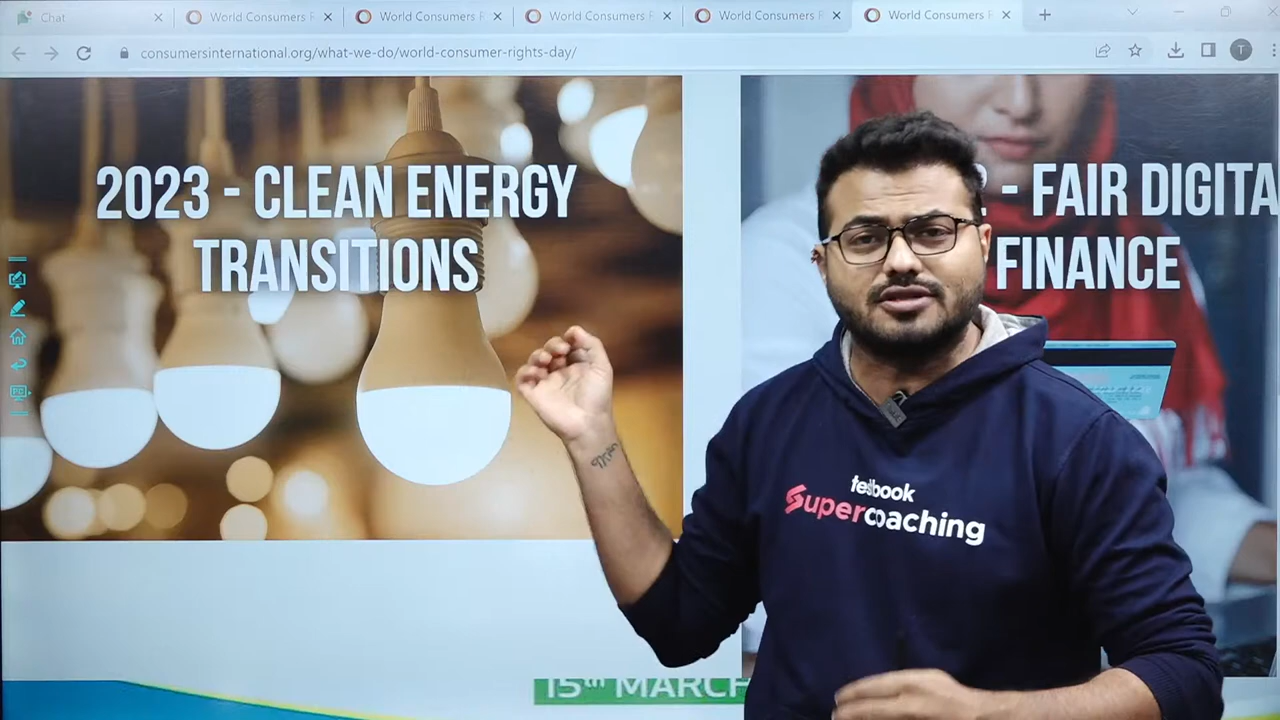 Chat
World Consumers R
World Consumers R
World Consumers R
World Consumers R
World Consumers R
consumersinternational.org/what-we-do/world-consumer-rights-day/
T
2023 - CLEAN ENERGY
TRANSITIONS
- FAIR DIGITA
FINANCE
PC
testbook
Supercoaching
15th MARCH